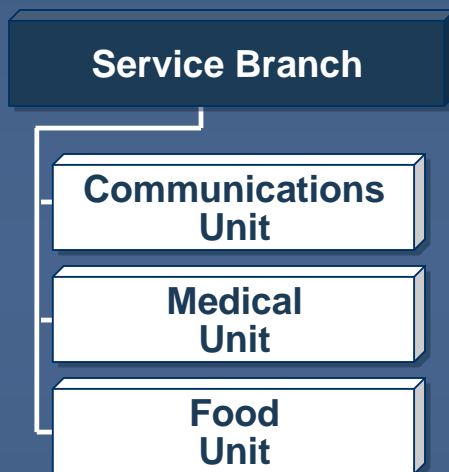 Service Branch
Communications
Unit
Medical
Unit
Food
Unit